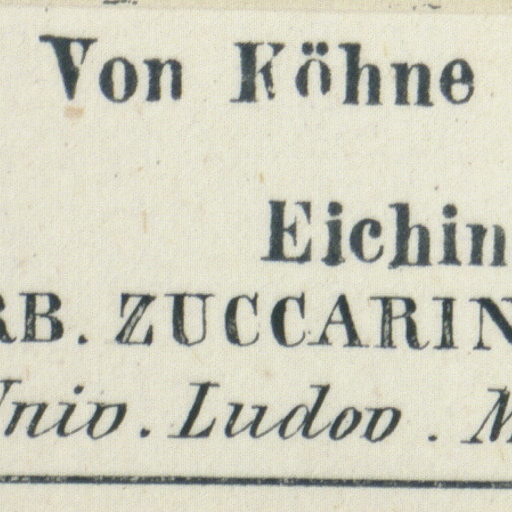 Von Köhne
Eichin
RB. ZUCCARIN
Univ. Ludov. M